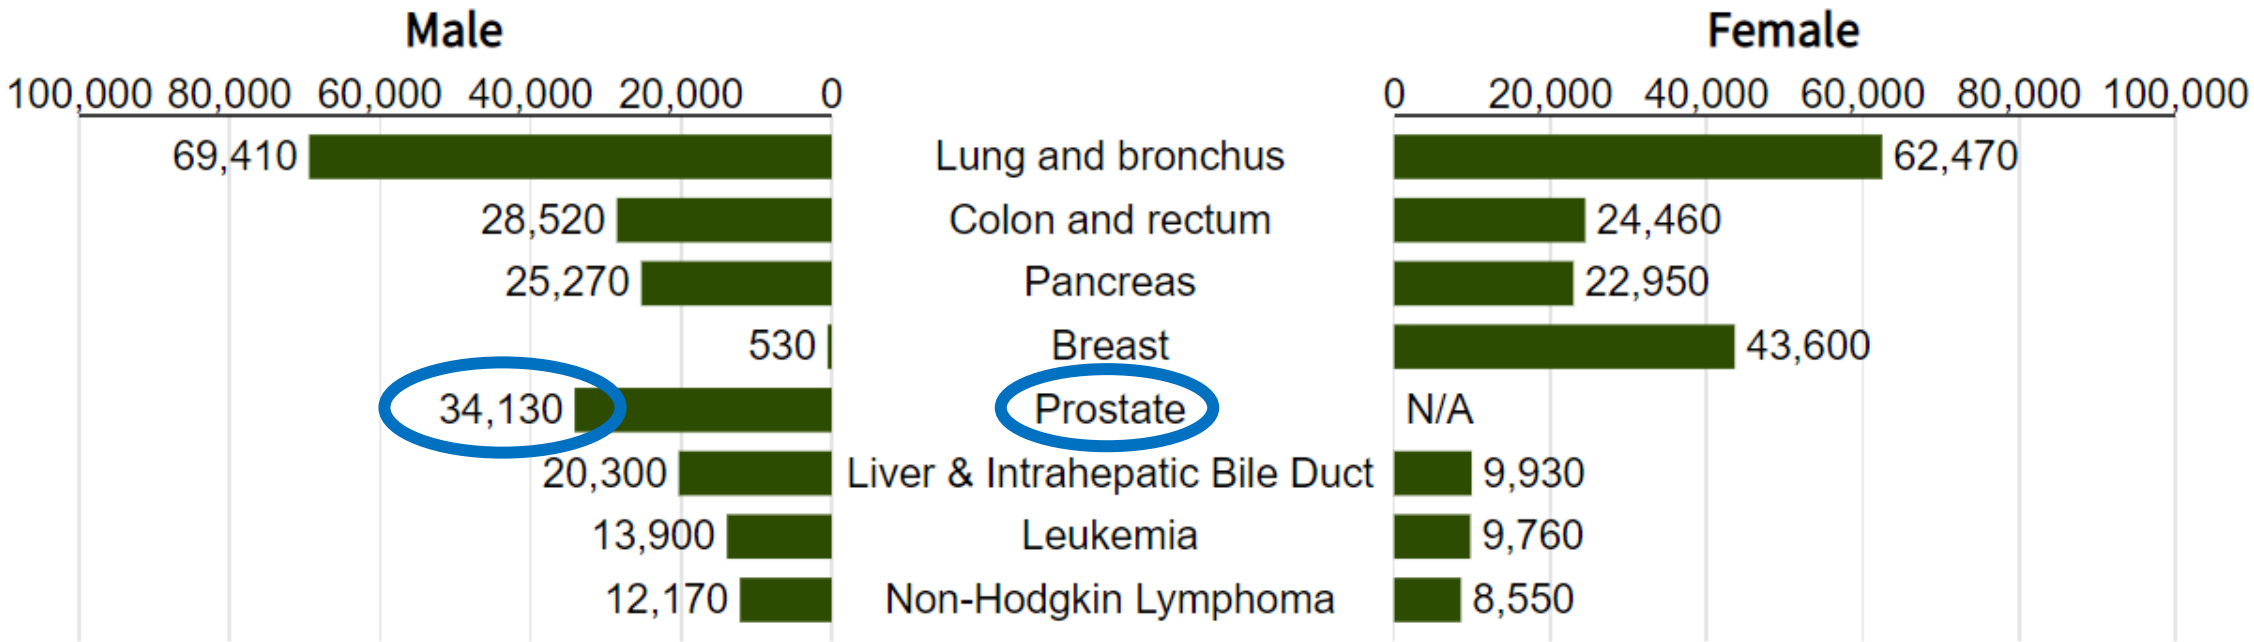 Male Female
100,000 80,000 60,000 40,000 20,000 0 0 20,000 40,000 60,000 80,000 100,000
69,410 Lung and bronchus 62,470
28,520 Colon and rectum 24,460
25,270 Pancreas 22,950
530 Breast 43,600
34,130 Prostate N/A
20,300 Liver & Intrahepatic Bile Duct 9,930
13,900 Leukemia 9,760
12,170 Non-Hodgkin Lymphoma 8,550